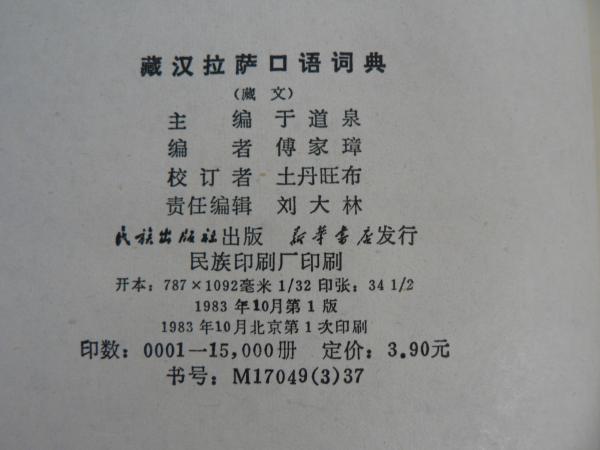 藏汉拉萨口语词典
（藏文）
主 编 于道泉
编 者 傅家璋
校订者 土丹旺布
责任编辑 刘大林
民族出版社出版 新华书店发行
民族印刷厂印刷
开本：787×1092毫米 1/32 印张：34 1/2
1983年10月第1版
1983年10月北京第1次印刷
印数：0001—15,000册 定价：3.90元
书号：M17049(3)37